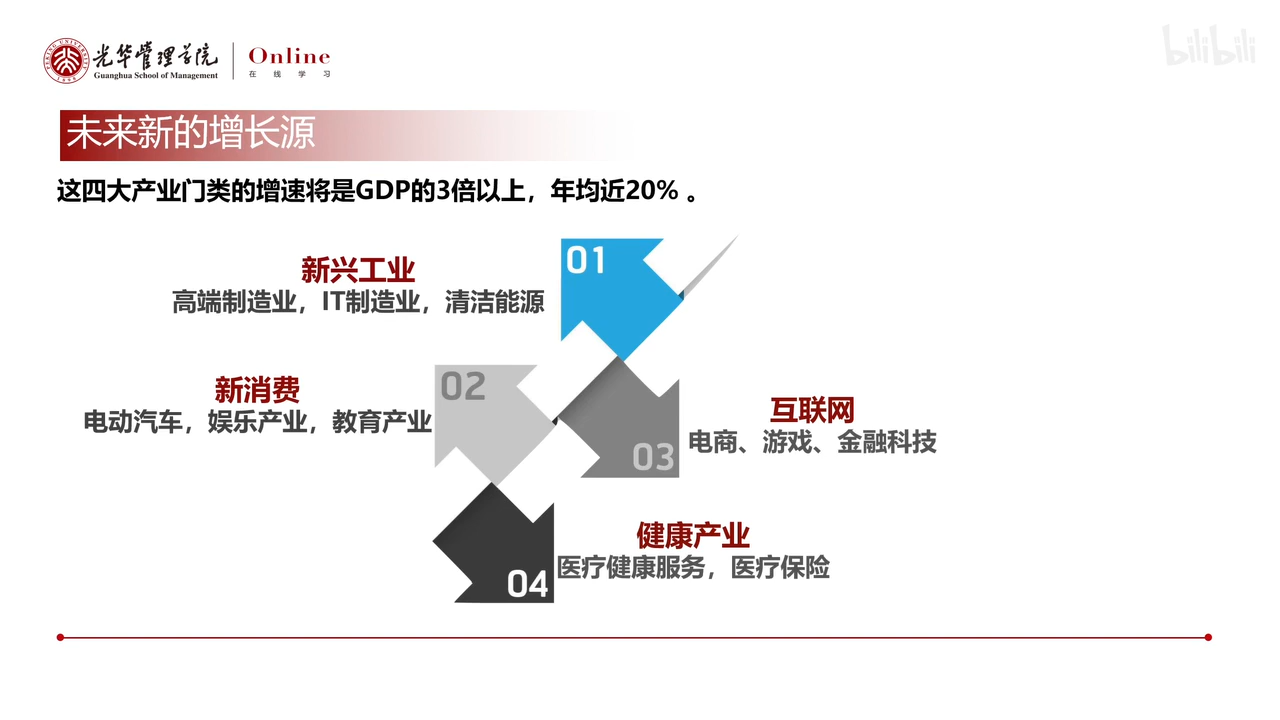 光华管理学院
Guanghua School of Management
Online
在线学习
bilibili
未来新的增长源
这四大产业门类的增速将是GDP的3倍以上，年均近20% 。
01
新兴工业
高端制造业，IT制造业，清洁能源
02
新消费
电动汽车，娱乐产业，教育产业
03
互联网
电商、游戏、金融科技
04
健康产业
医疗健康服务，医疗保险